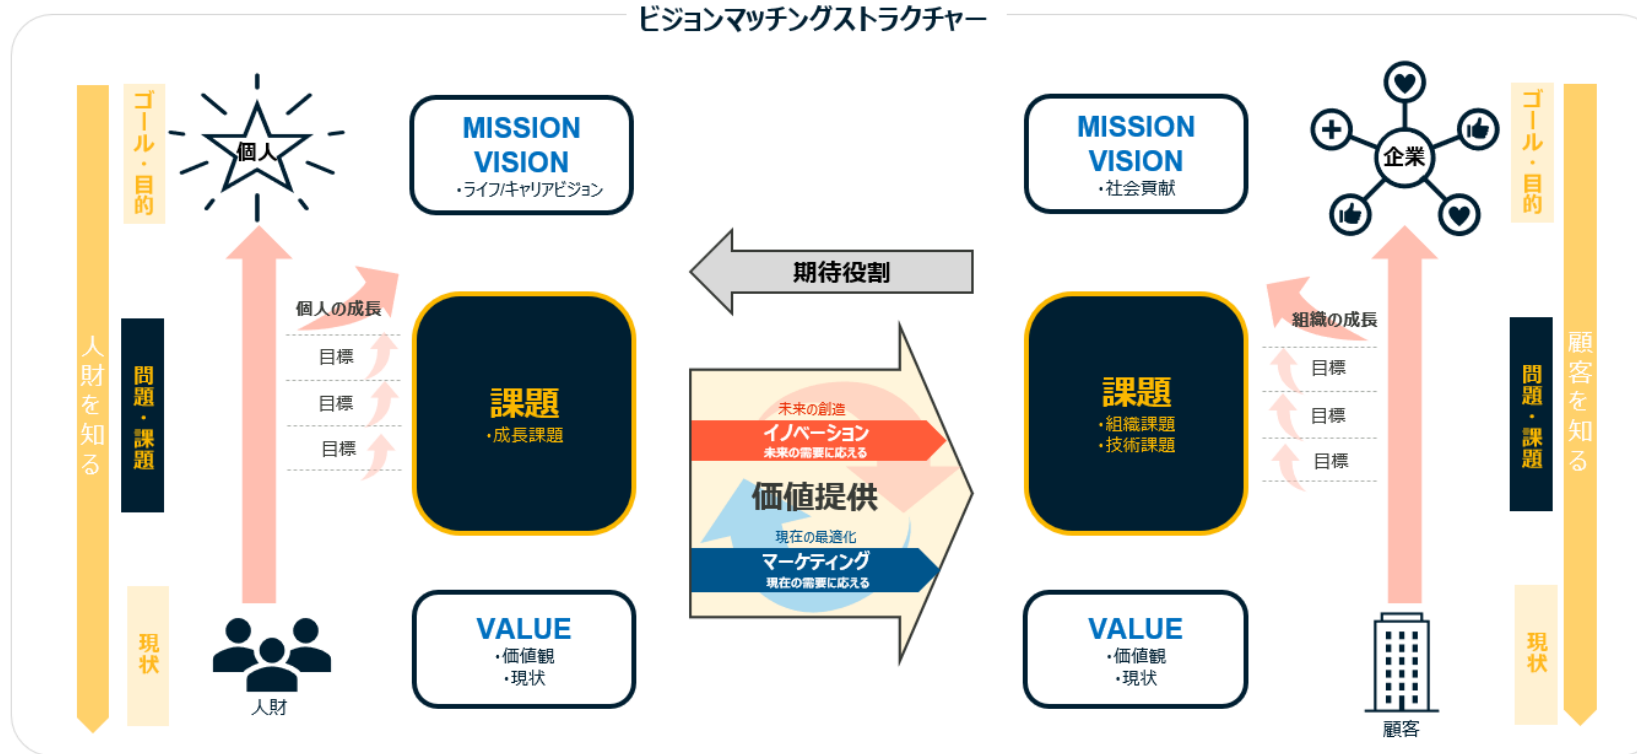 ビジョンマッチングストラクチャー
人財を知る
ゴール・目的
問題・課題
現状
個人
個人の成長
目標
目標
目標
人財
MISSION
VISION
・ライフ/キャリアビジョン
課題
・成長課題
VALUE
・価値観
・現状
期待役割
未来の創造
イノベーション
未来の需要に応える
価値提供
現在の最適化
マーケティング
現在の需要に応える
MISSION
VISION
・社会貢献
課題
・組織課題
・技術課題
VALUE
・価値観
・現状
企業
組織の成長
目標
目標
目標
顧客
ゴール・目的
問題・課題
現状
顧客を知る